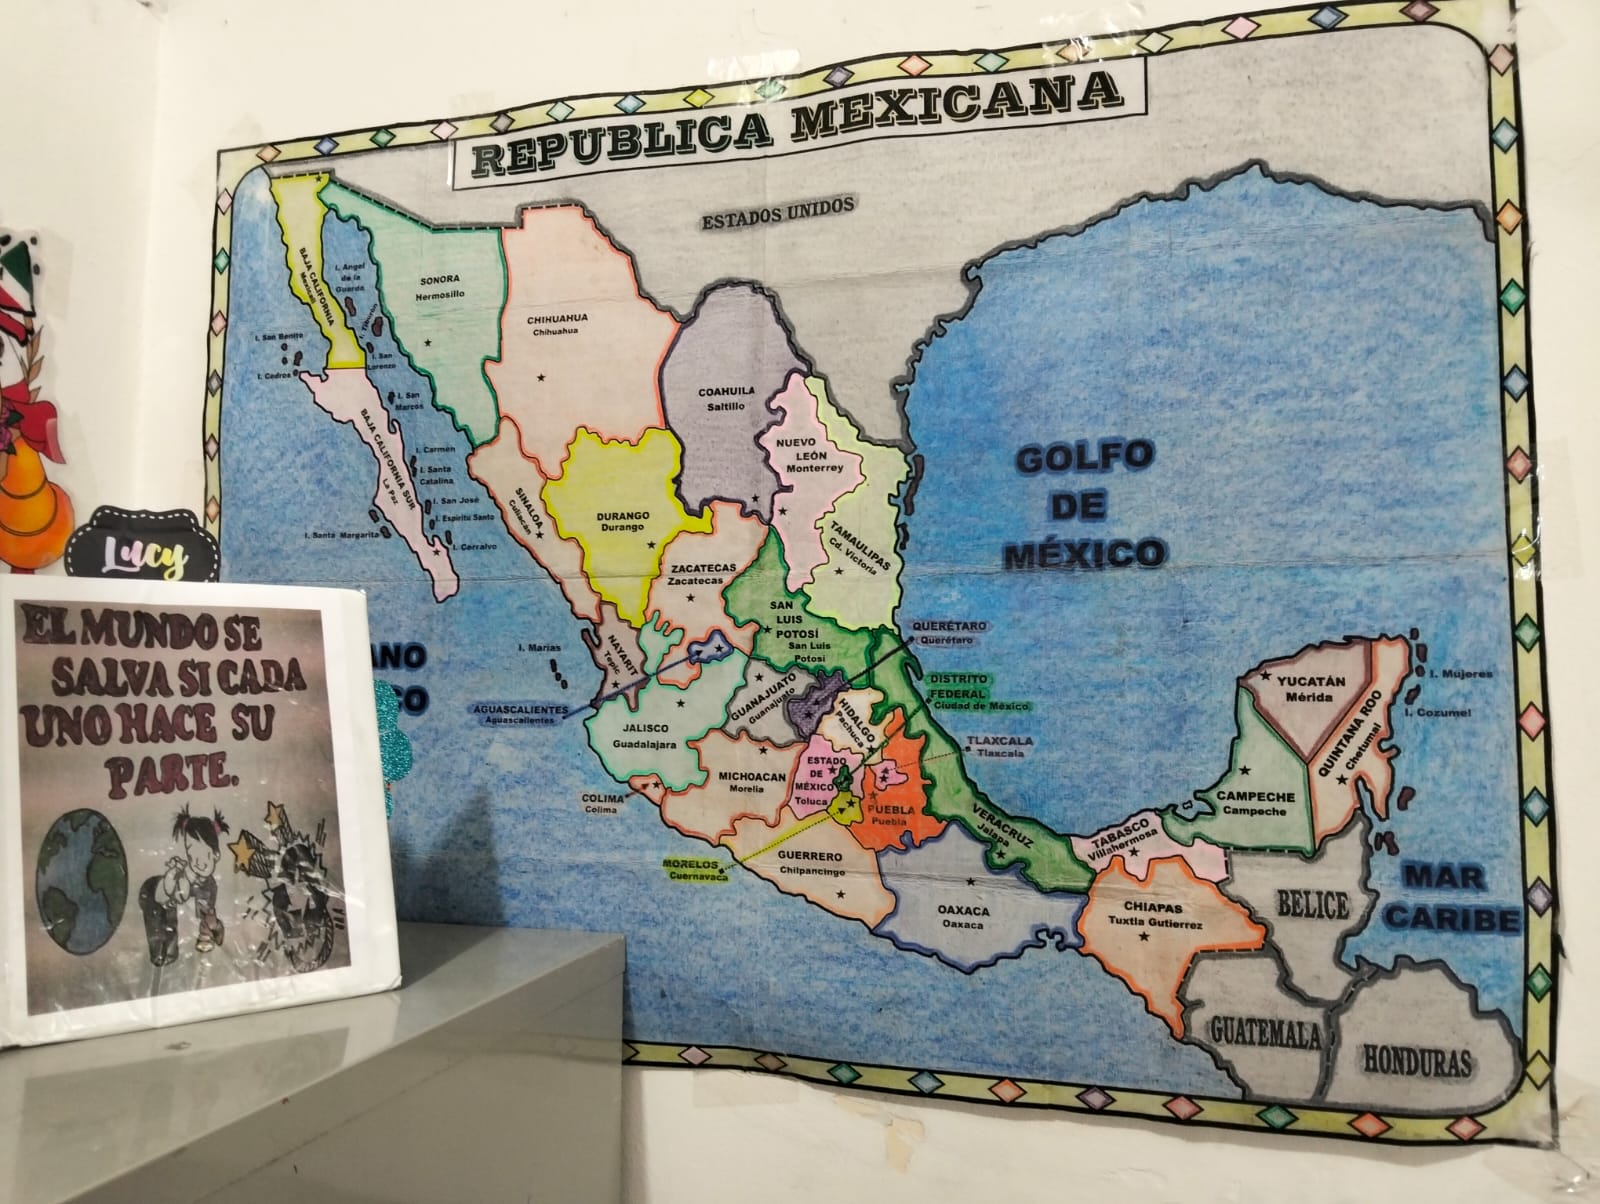 REPUBLICA MEXICANA
ESTADOS UNIDOS
BAJA CALIFORNIA
Mexicali
I. Angel
de la
Guarda
I. Tiburón
SONORA
Hermosillo
CHIHUAHUA
Chihuahua
I. San Benito
I. Cedros
I. San
Lorenzo
I. San
Marcos
BAJA CALIFORNIA SUR
La Paz
I. Carmen
I. Santa
Catalina
I. San José
I. Espíritu Santo
I. Santa Margarita
I. Cerralvo
COAHUILA
Saltillo
NUEVO
LEÓN
Monterrey
TAMAULIPAS
Cd. Victoria
SINALOA
Culiacán
DURANGO
Durango
ZACATECAS
Zacatecas
SAN
LUIS
POTOSÍ
San Luis
Potosí
GOLFO
DE
MÉXICO
ANO
CO
I. Marías
NAYARIT
Tepic
AGUASCALIENTES
Aguascalientes
JALISCO
Guadalajara
GUANAJUATO
Guanajuato
QUERÉTARO
Querétaro
HIDALGO
Pachuca
DISTRITO
FEDERAL
Ciudad de México
TLAXCALA
Tlaxcala
COLIMA
Colima
MICHOACAN
Morelia
ESTADO
DE
MÉXICO
Toluca
PUEBLA
Puebla
VERACRUZ
Jalapa
MORELOS
Cuernavaca
GUERRERO
Chilpancingo
OAXACA
Oaxaca
TABASCO
Villahermosa
CHIAPAS
Tuxtla Gutierrez
CAMPECHE
Campeche
YUCATÁN
Mérida
QUINTANA ROO
Chetumal
I. Mujeres
I. Cozumel
MAR
CARIBE
BELICE
GUATEMALA
HONDURAS
Lucy
EL MUNDO SE
SALVA SI CADA
UNO HACE SU
PARTE.